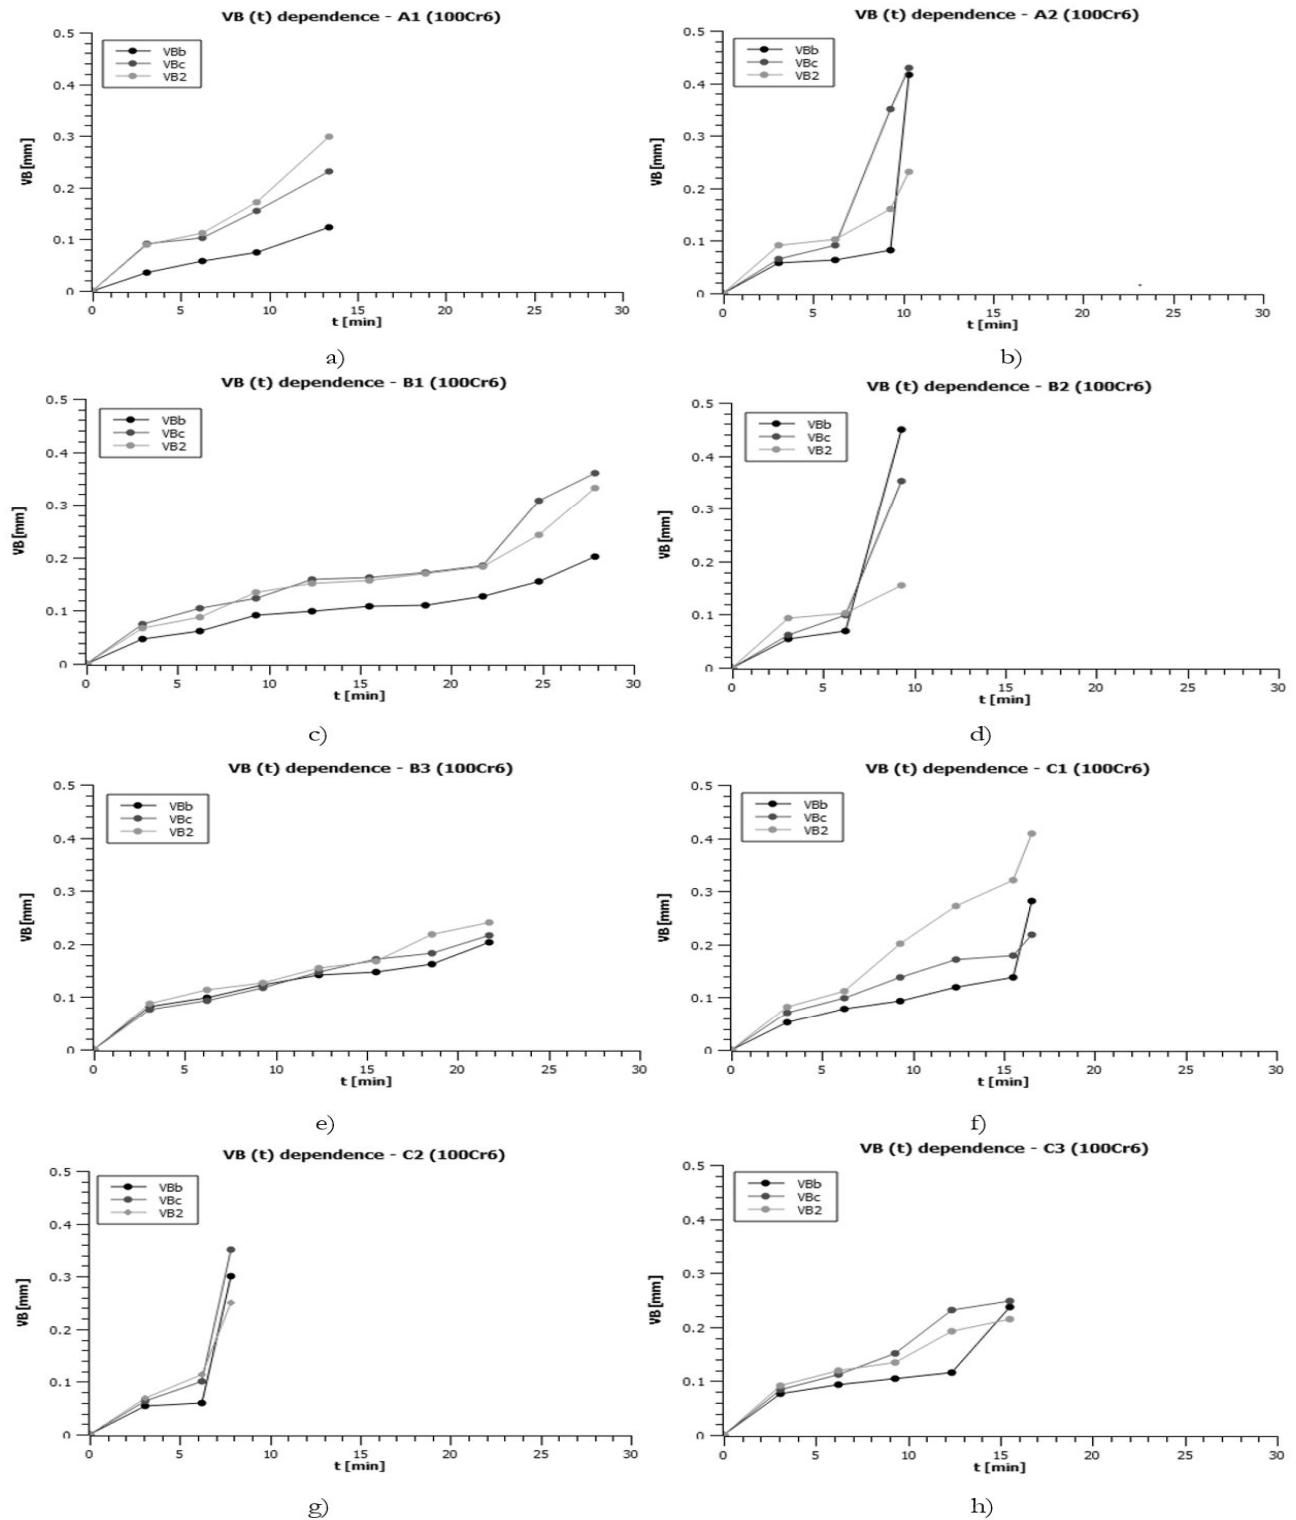 VB (t) dependence - A1 (100Cr6)
VBb
VBc
VB2
VB[mm]
0.5
0.4
0.3
0.2
0.1
0
0 5 10 15 20 25 30
t [min]
a)
VB (t) dependence - A2 (100Cr6)
VBb
VBc
VB2
VB[mm]
0.5
0.4
0.3
0.2
0.1
0
0 5 10 15 20 25 30
t [min]
b)
VB (t) dependence - B1 (100Cr6)
VBb
VBc
VB2
VB[mm]
0.5
0.4
0.3
0.2
0.1
0
0 5 10 15 20 25 30
t [min]
c)
VB (t) dependence - B2 (100Cr6)
VBb
VBc
VB2
VB[mm]
0.5
0.4
0.3
0.2
0.1
0
0 5 10 15 20 25 30
t [min]
d)
VB (t) dependence - B3 (100Cr6)
VBb
VBc
VB2
VB[mm]
0.5
0.4
0.3
0.2
0.1
0
0 5 10 15 20 25 30
t [min]
e)
VB (t) dependence - C1 (100Cr6)
VBb
VBc
VB2
VB[mm]
0.5
0.4
0.3
0.2
0.1
0
0 5 10 15 20 25 30
t [min]
f)
VB (t) dependence - C2 (100Cr6)
VBb
VBc
VB2
VB[mm]
0.5
0.4
0.3
0.2
0.1
0
0 5 10 15 20 25 30
t [min]
g)
VB (t) dependence - C3 (100Cr6)
VBb
VBc
VB2
VB[mm]
0.5
0.4
0.3
0.2
0.1
0
0 5 10 15 20 25 30
t [min]
h)